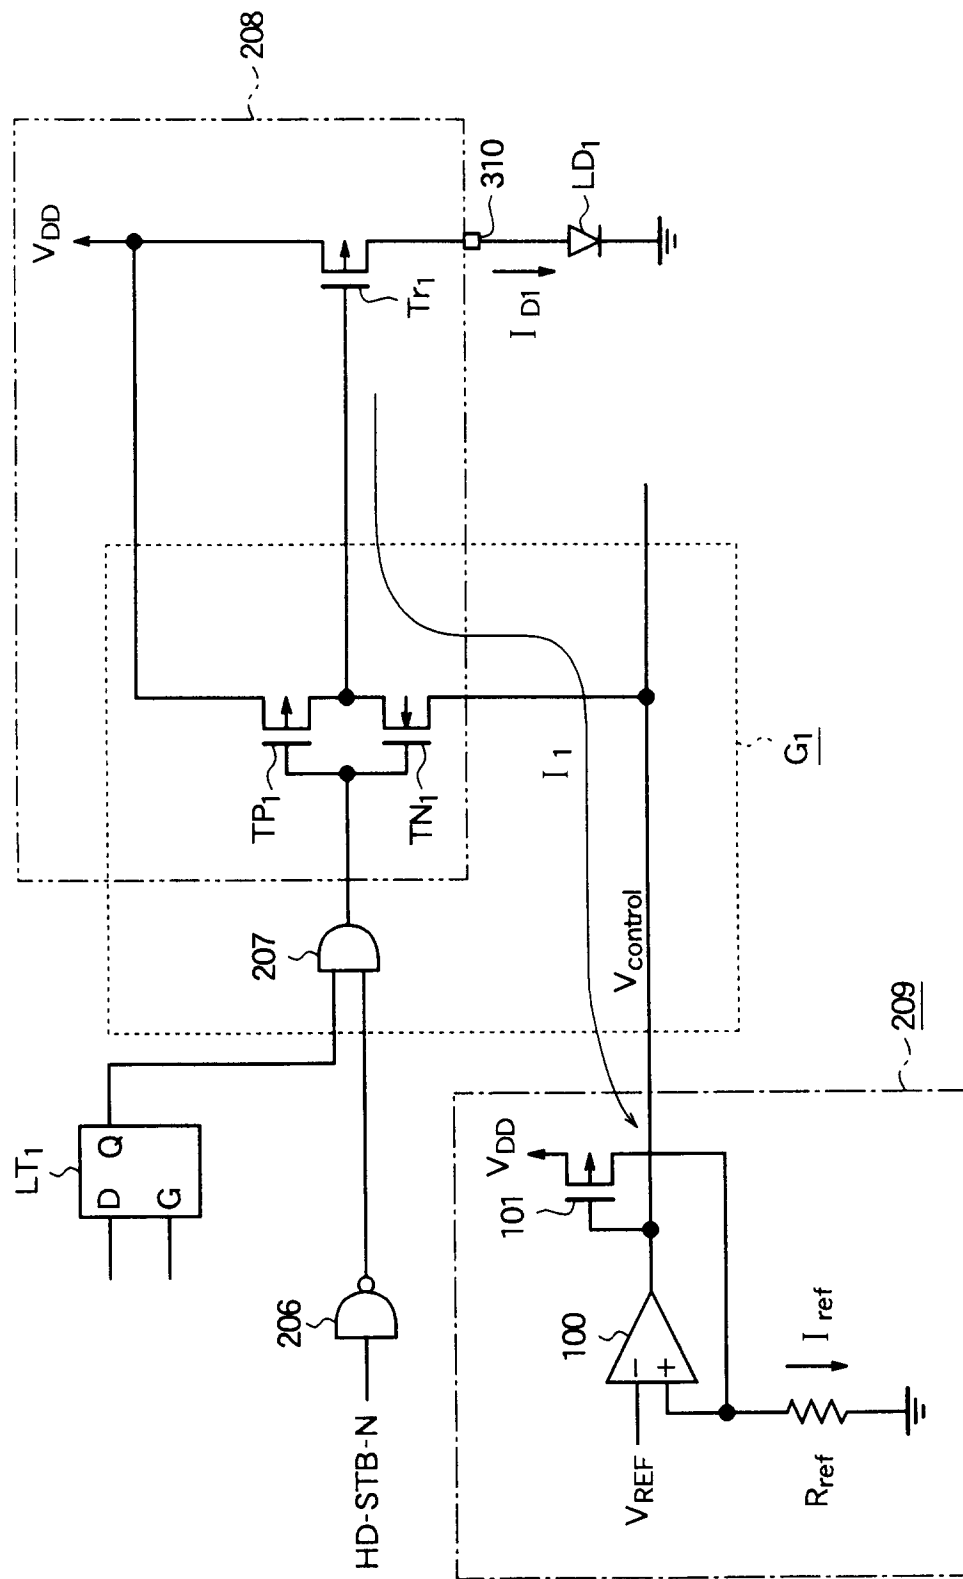 208
VDD
310
LD1
Tr1
ID1
TP1
TN1
I1
G1
207
Vcontrol
LT1
D
Q
G
209
VDD
101
206
100
−
+
Iref
HD-STB-N
VREF
Rref